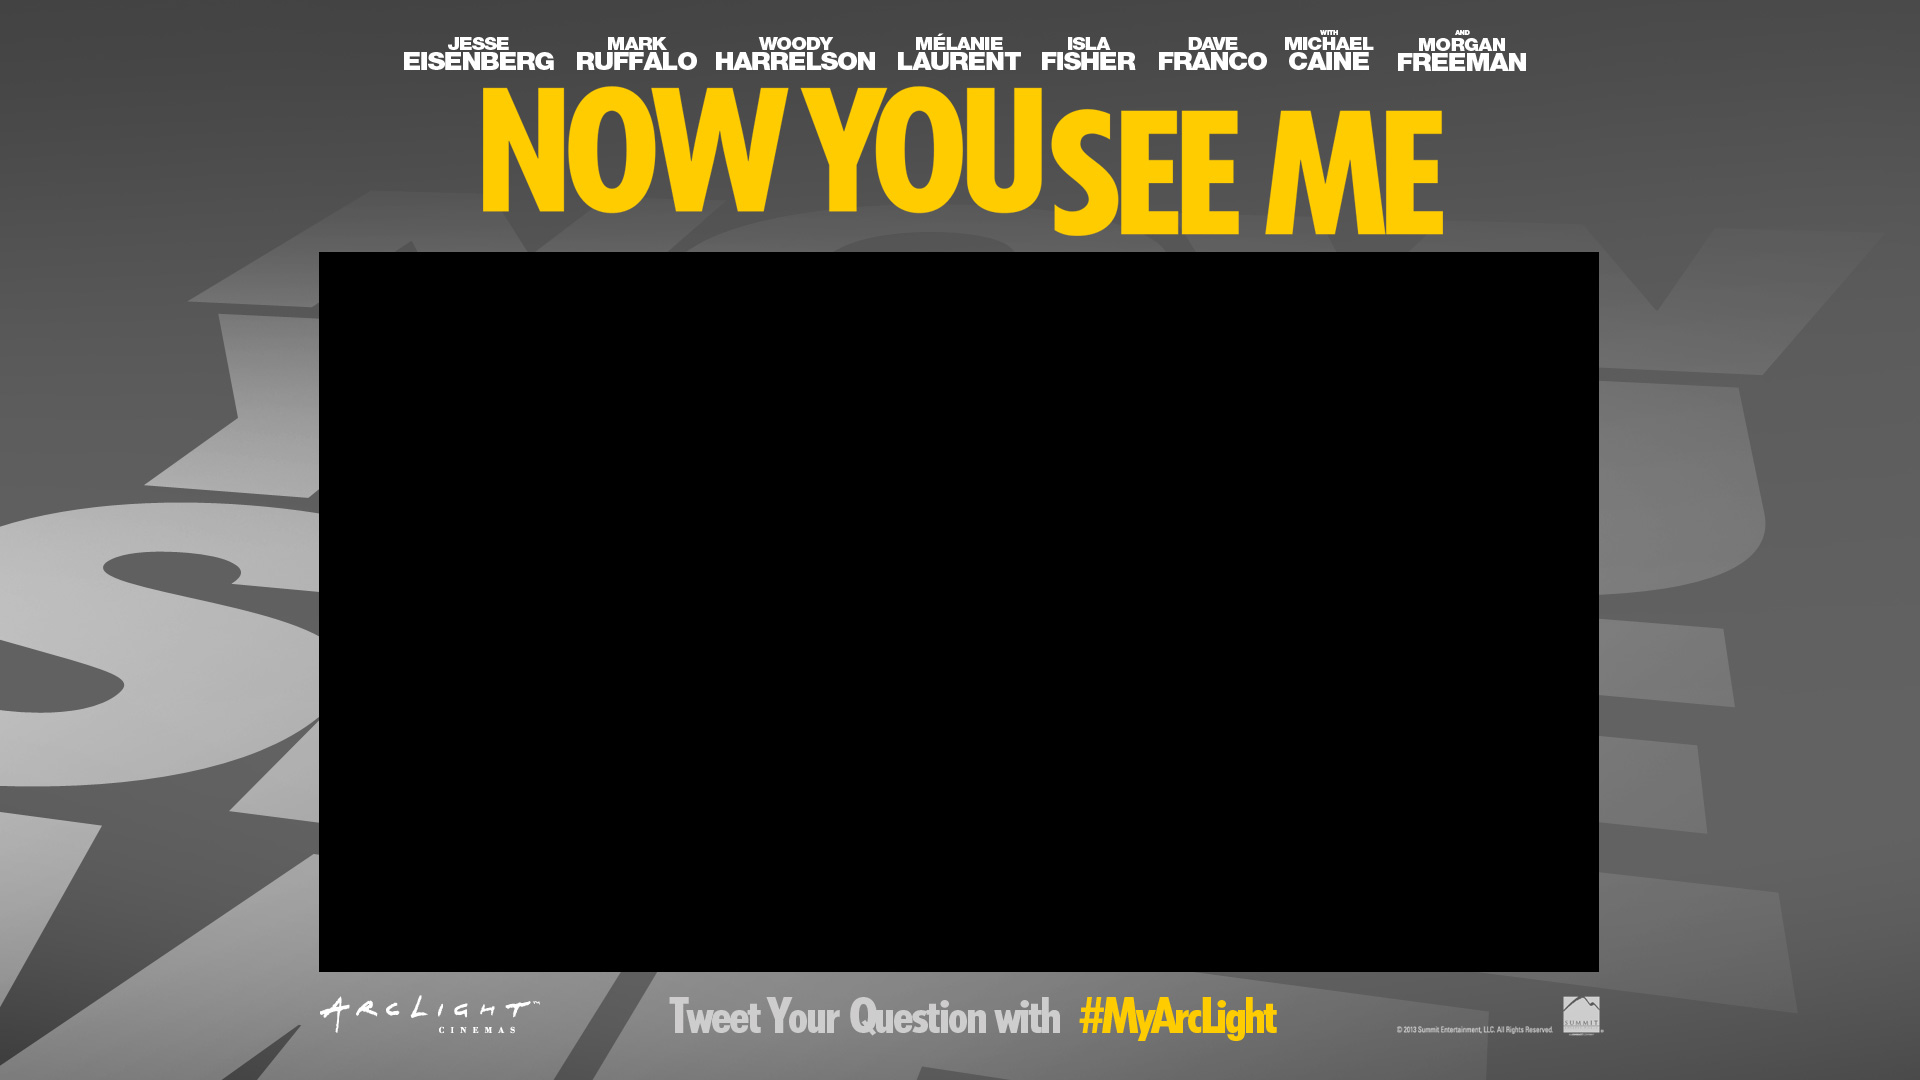 JESSE EISENBERG MARK RUFFALO WOODY HARRELSON MÉLANIE LAURENT ISLA FISHER DAVE FRANCO WITH MICHAEL CAINE AND MORGAN FREEMAN
NOW YOU SEE ME
ARCLIGHT™
CINEMAS
Tweet Your Question with #MyArcLight
© 2013 Summit Entertainment, LLC. All Rights Reserved.
SUMMIT